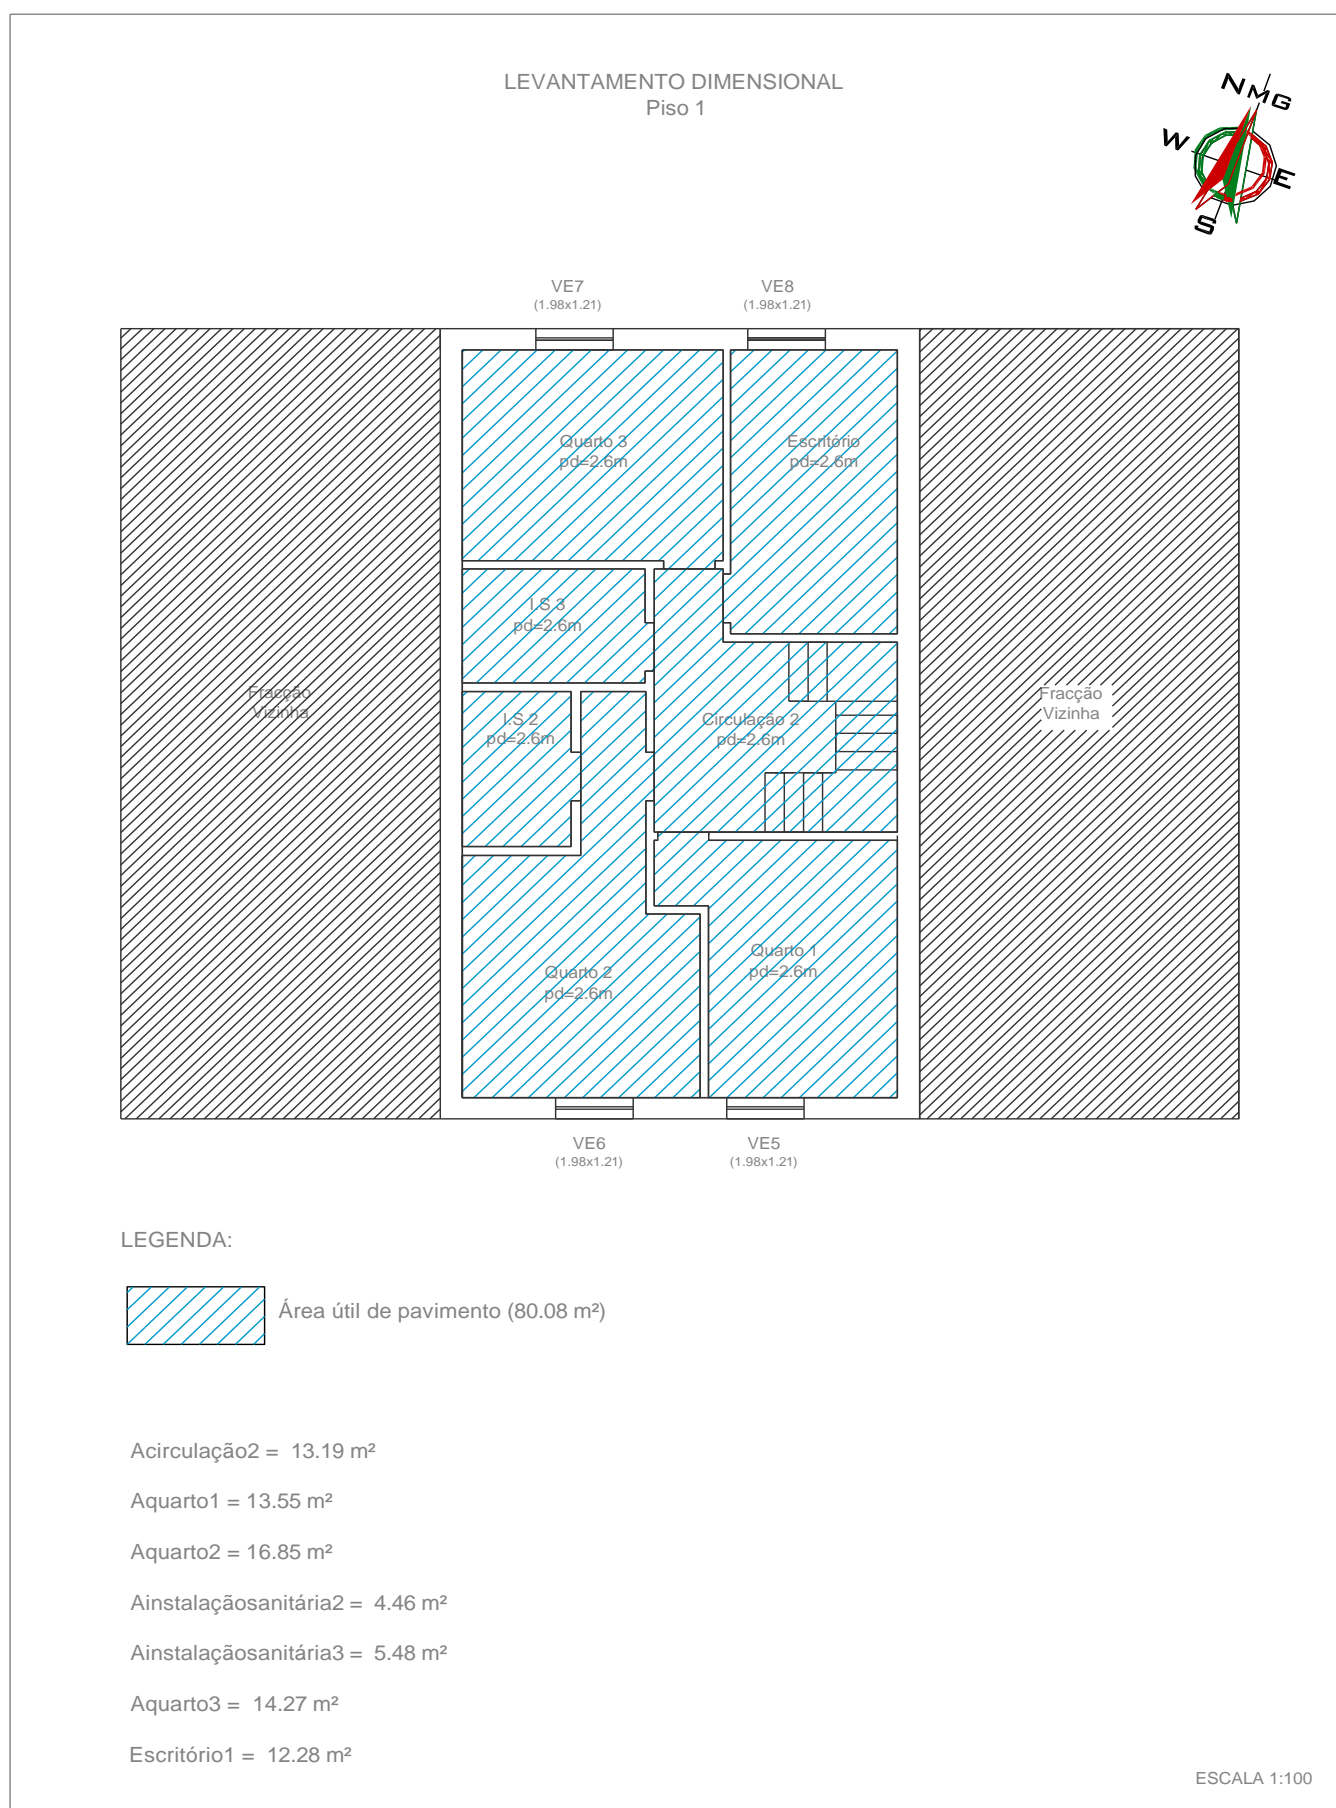 LEVANTAMENTO DIMENSIONAL
Piso 1
N MG
W
E
S
VE7
(1.98x1.21)
VE8
(1.98x1.21)
Quarto 3
pd=2.6m
Escritório
pd=2.6m
I.S 3
pd=2.6m
Fracção
Vizinha
I.S 2
pd=2.6m
Circulação 2
pd=2.6m
Fracção
Vizinha
Quarto 2
pd=2.6m
Quarto 1
pd=2.6m
VE6
(1.98x1.21)
VE5
(1.98x1.21)
LEGENDA:
Área útil de pavimento (80.08 m²)
Acirculação2 = 13.19 m²
Aquarto1 = 13.55 m²
Aquarto2 = 16.85 m²
Ainstalaçãosanitária2 = 4.46 m²
Ainstalaçãosanitária3 = 5.48 m²
Aquarto3 = 14.27 m²
Escritório1 = 12.28 m²
ESCALA 1:100